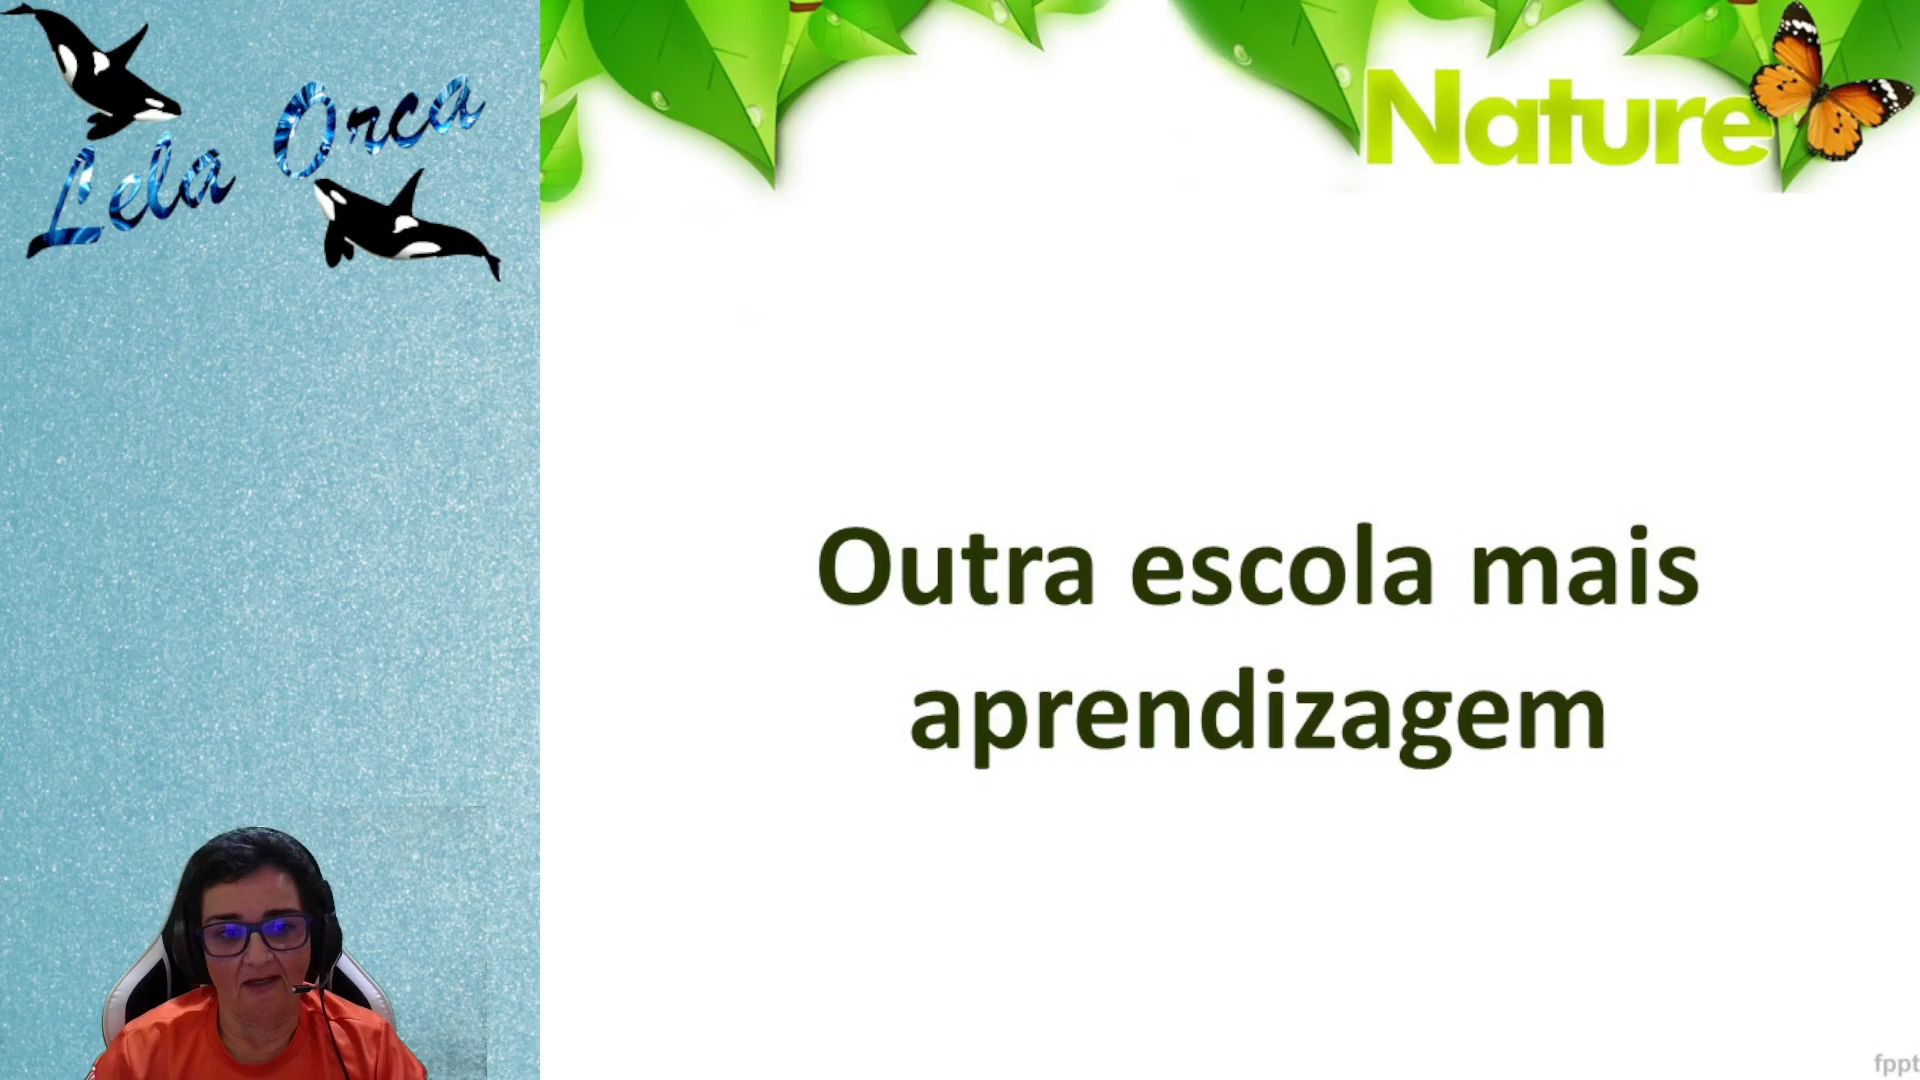 Lela Orca
Nature
Outra escola mais
aprendizagem
fppt